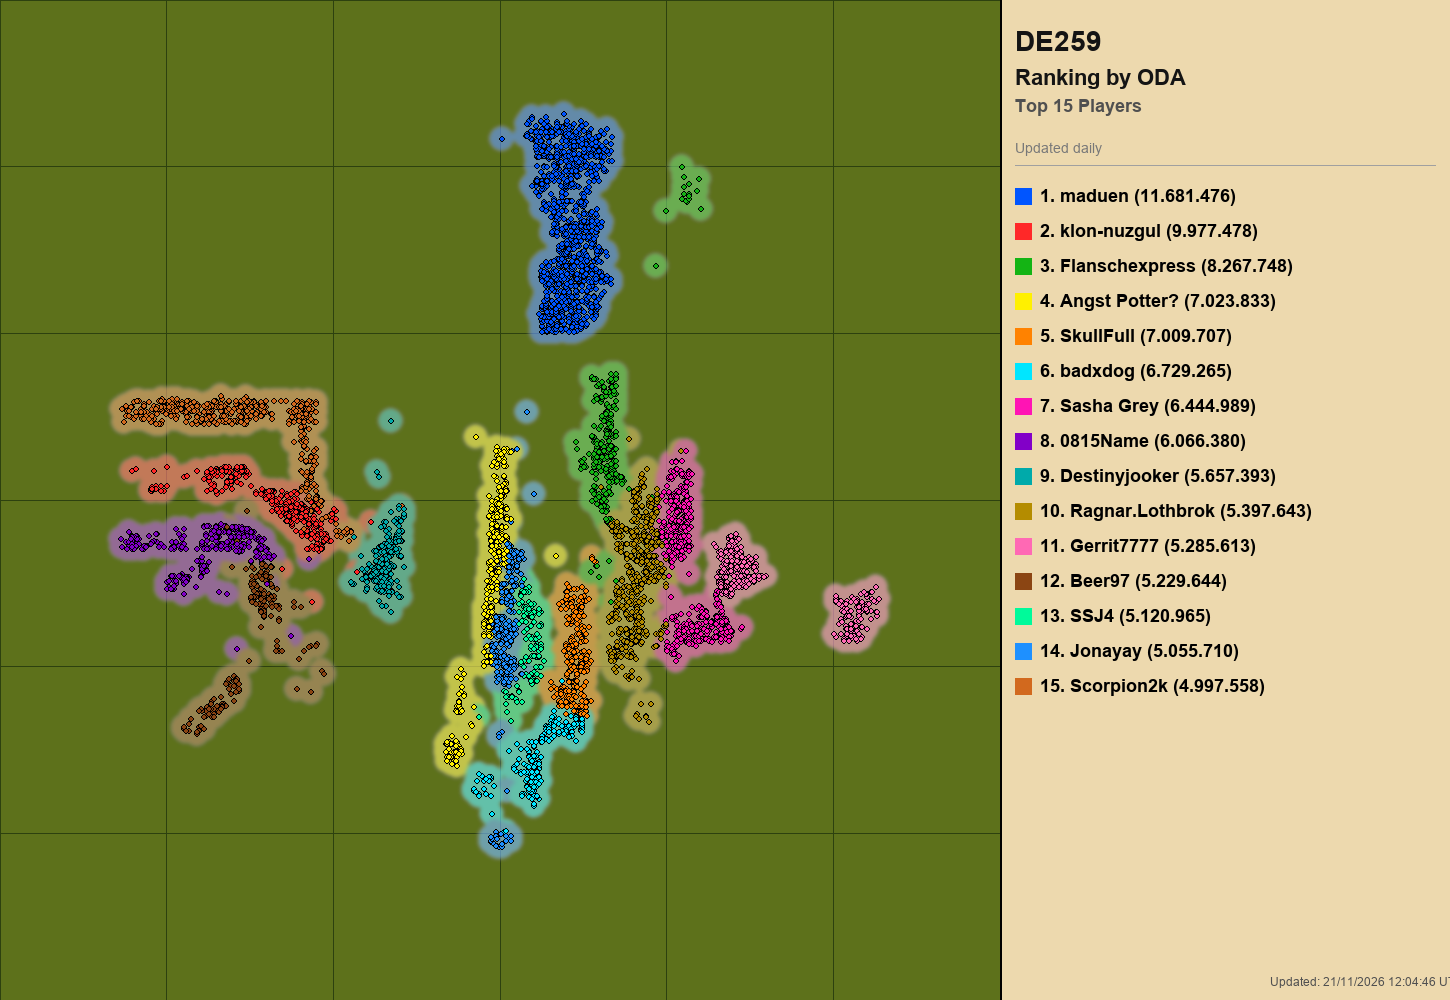 DE259
Ranking by ODA
Top 15 Players
Updated daily
1. maduen (11.681.476)
2. klon-nuzgul (9.977.478)
3. Flanschexpress (8.267.748)
4. Angst Potter? (7.023.833)
5. SkullFull (7.009.707)
6. badxdog (6.729.265)
7. Sasha Grey (6.444.989)
8. 0815Name (6.066.380)
9. Destinyjooker (5.657.393)
10. Ragnar.Lothbrok (5.397.643)
11. Gerrit7777 (5.285.613)
12. Beer97 (5.229.644)
13. SSJ4 (5.120.965)
14. Jonayay (5.055.710)
15. Scorpion2k (4.997.558)
Updated: 21/11/2026 12:04:46